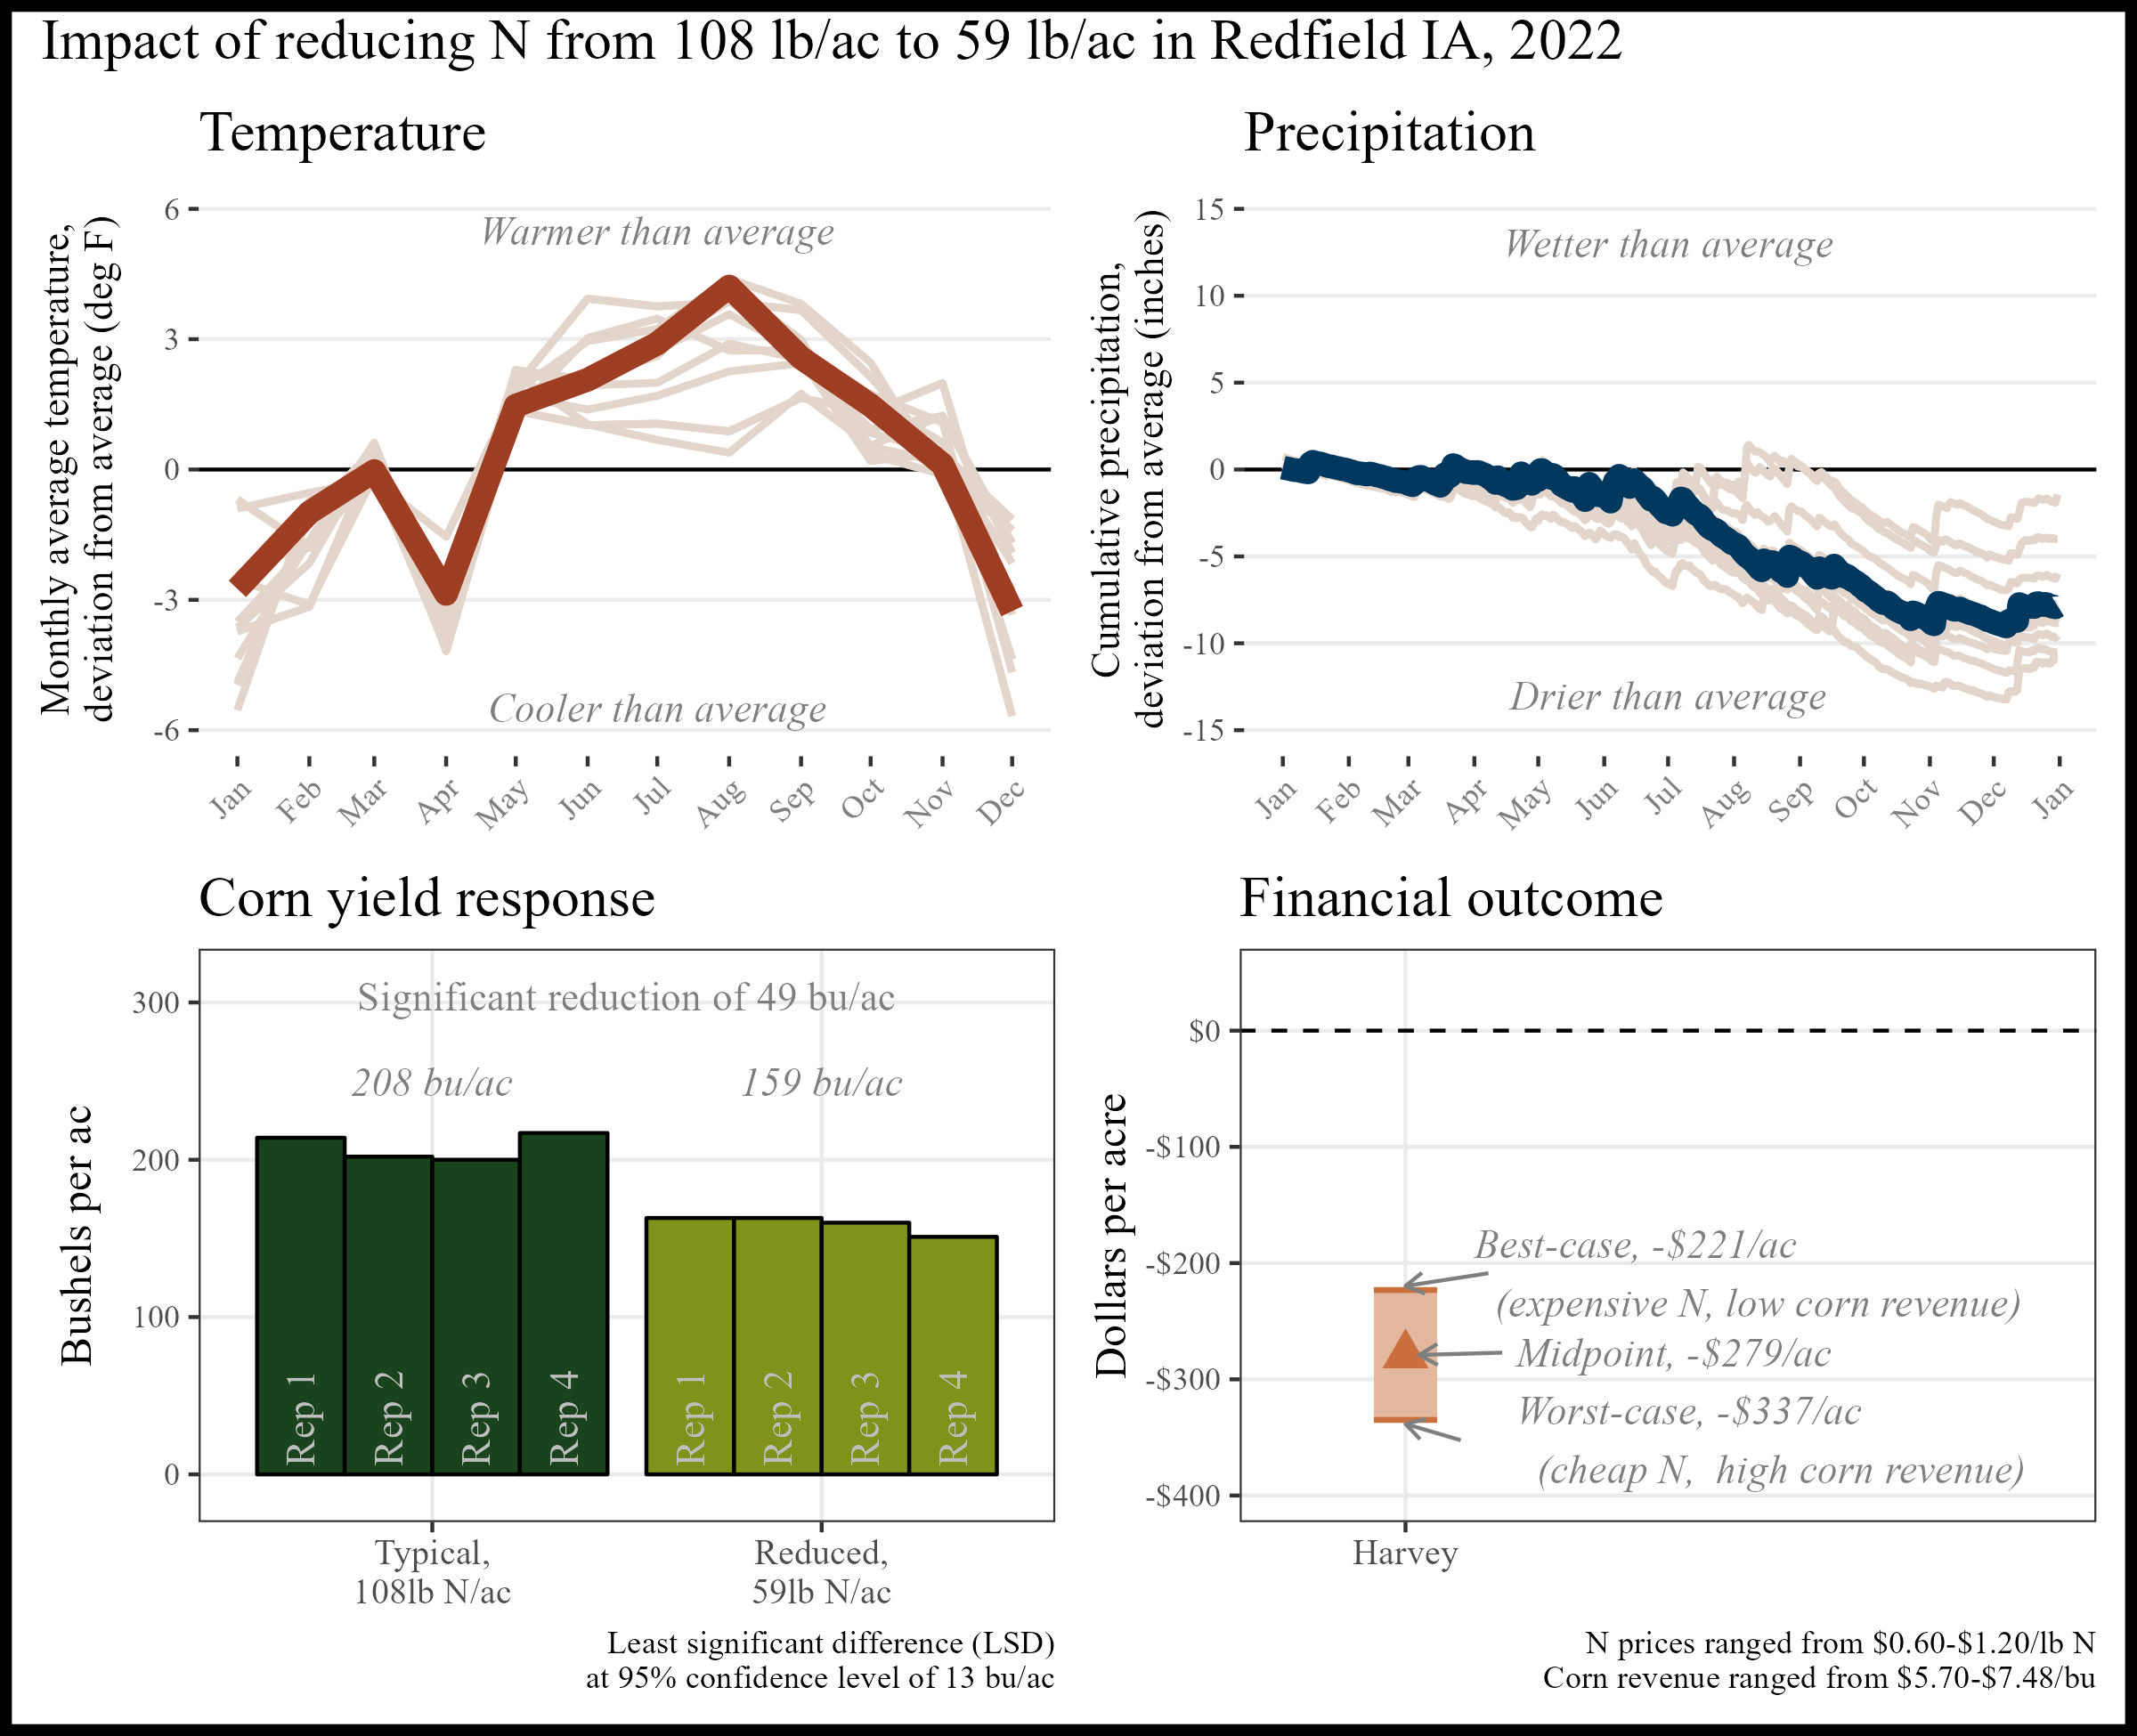 Impact of reducing N from 108 lb/ac to 59 lb/ac in Redfield IA, 2022
Temperature
Monthly average temperature,
deviation from average (deg F)
6
3
0
-3
-6
Warmer than average
Cooler than average
Jan
Feb
Mar
Apr
May
Jun
Jul
Aug
Sep
Oct
Nov
Dec
Precipitation
Cumulative precipitation,
deviation from average (inches)
15
10
5
0
-5
-10
-15
Wetter than average
Drier than average
Jan
Feb
Mar
Apr
May
Jun
Jul
Aug
Sep
Oct
Nov
Dec
Jan
Corn yield response
Bushels per ac
300
200
100
0
Significant reduction of 49 bu/ac
208 bu/ac
159 bu/ac
Rep 1
Rep 2
Rep 3
Rep 4
Rep 1
Rep 2
Rep 3
Rep 4
Typical,
108lb N/ac
Reduced,
59lb N/ac
Least significant difference (LSD)
at 95% confidence level of 13 bu/ac
Financial outcome
Dollars per acre
$0
-$100
-$200
-$300
-$400
Best-case, -$221/ac
(expensive N, low corn revenue)
Midpoint, -$279/ac
Worst-case, -$337/ac
(cheap N,  high corn revenue)
Harvey
N prices ranged from $0.60-$1.20/lb N
Corn revenue ranged from $5.70-$7.48/bu